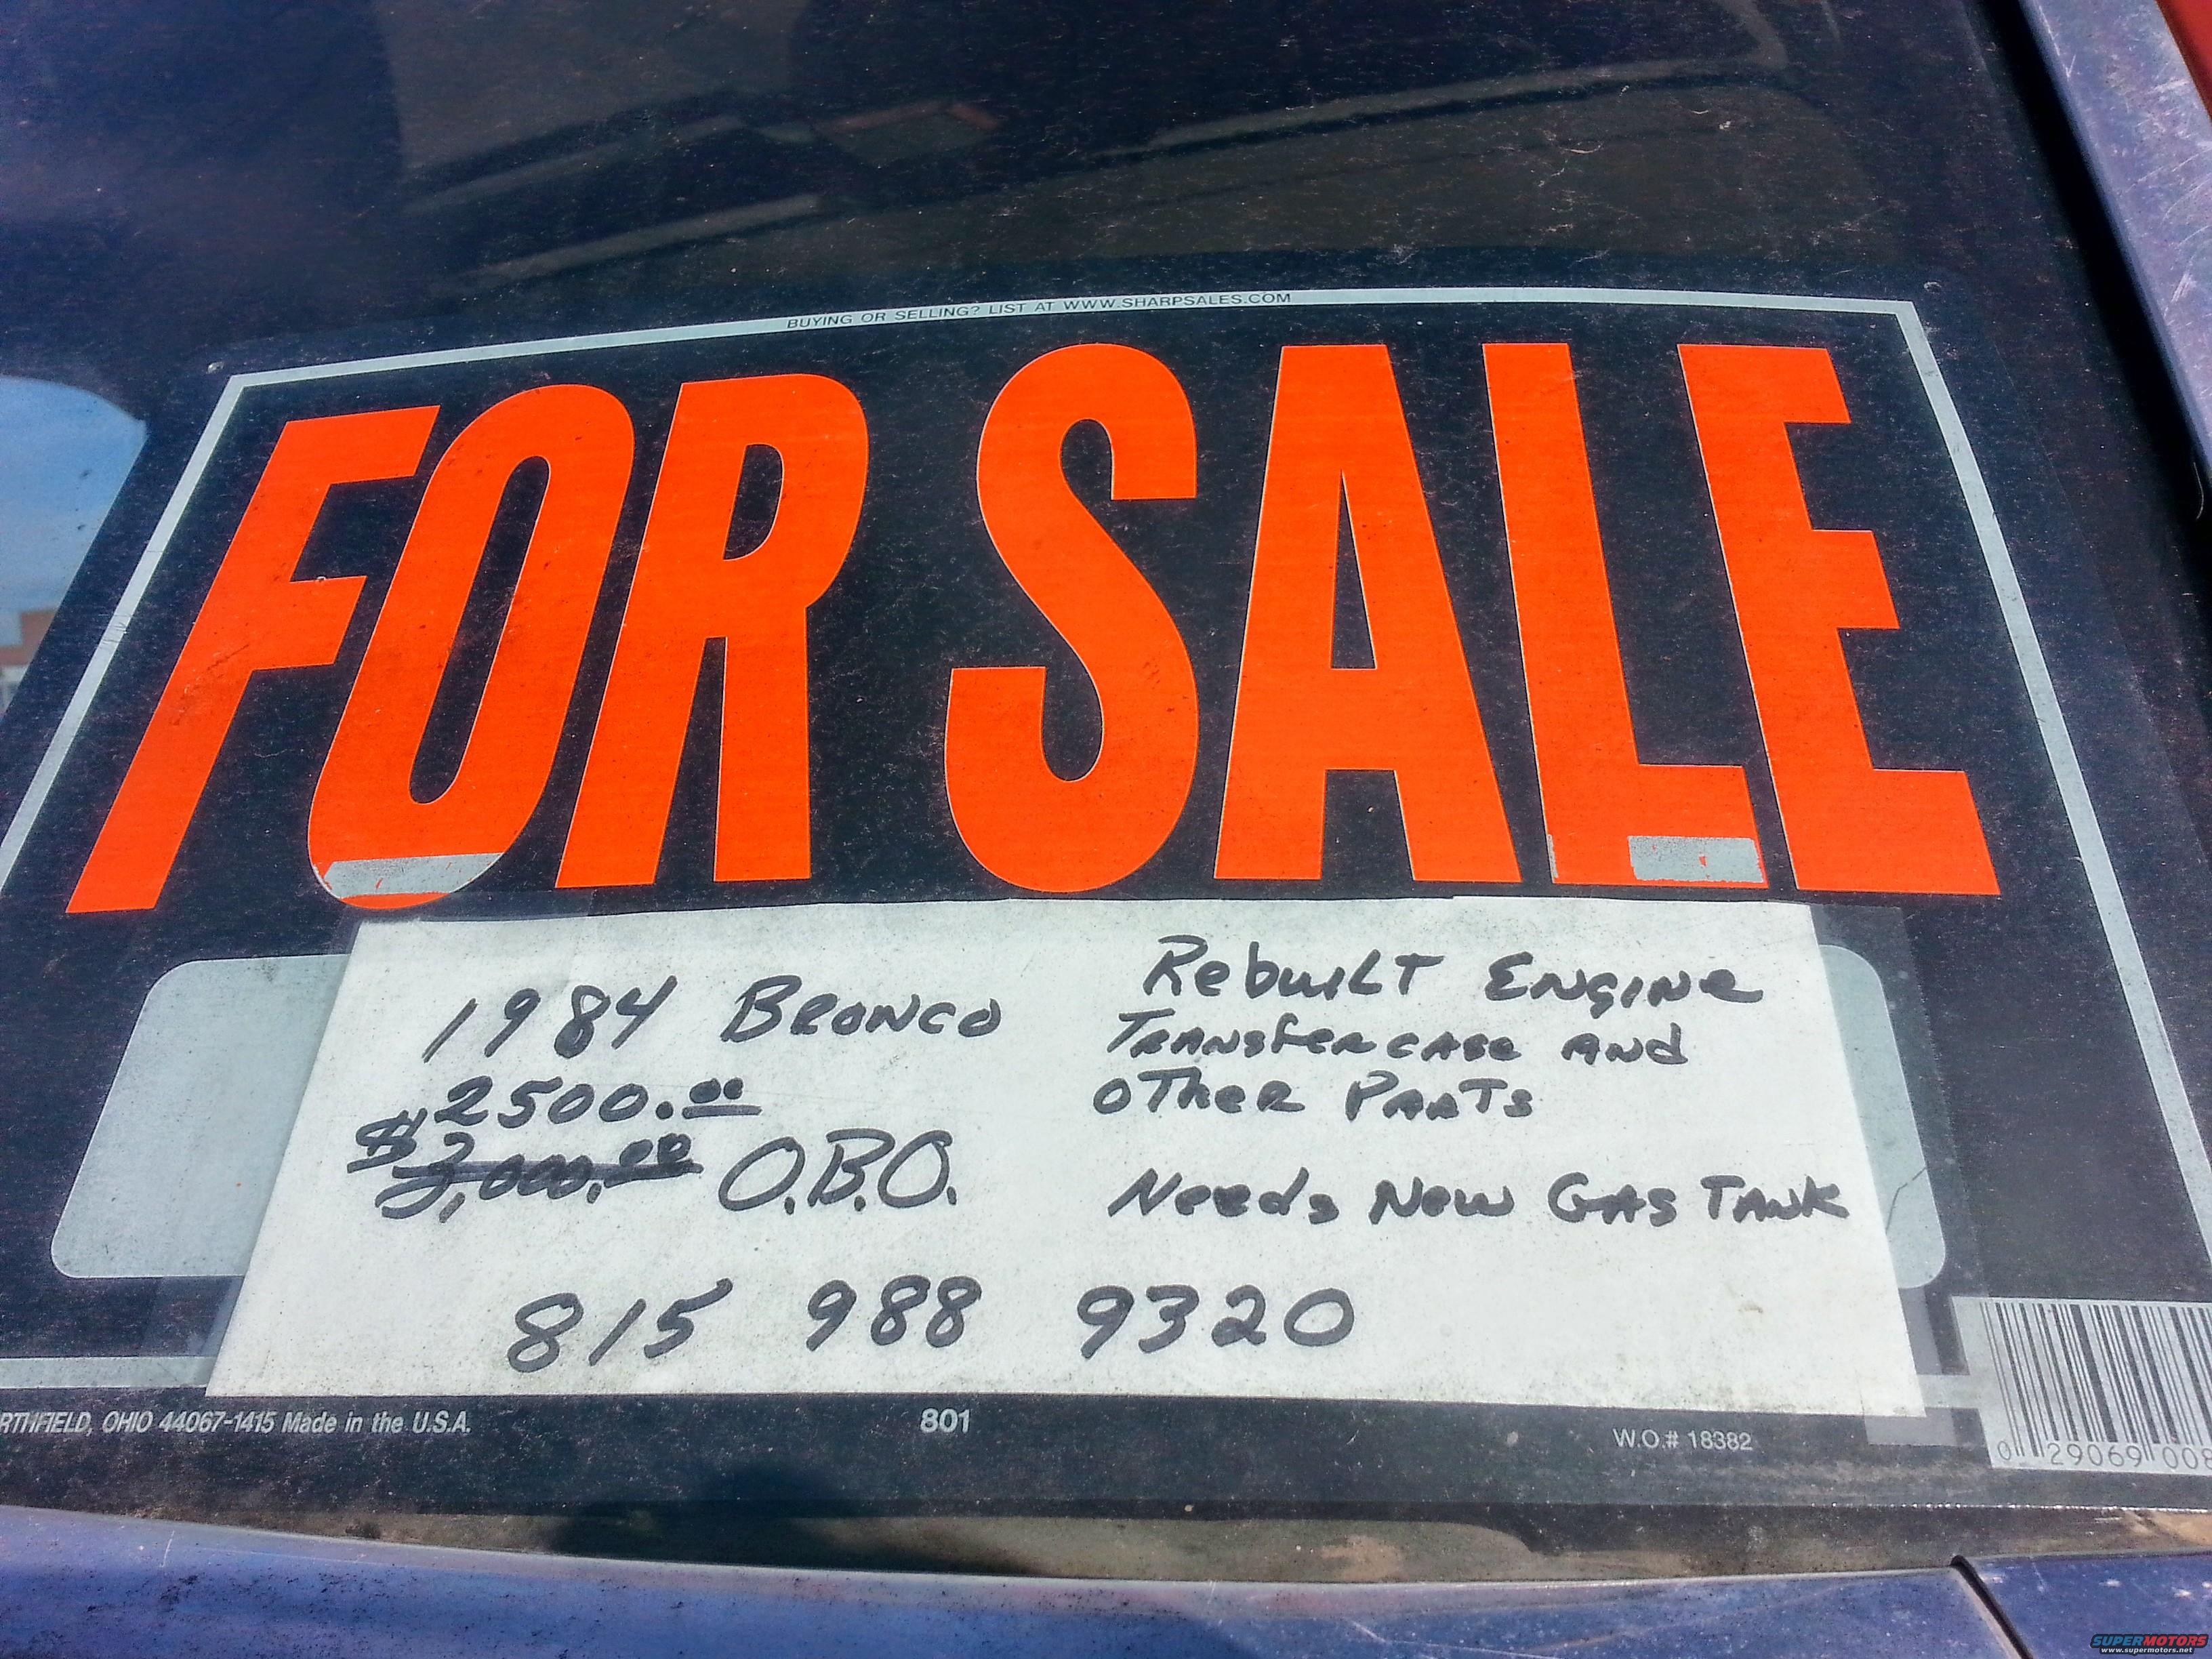 BUYING OR SELLING? LIST AT WWW.SHARPSALES.COM
FOR SALE
1984 BRONCO
2500.00
$3,000.00 O.B.O.
Rebuilt Engine
Transfercase and
other Parts
Needs New Gas Tank
815 988 9320
RTHFIELD, OHIO 44067-1415 Made in the U.S.A.
801
W.O.# 18382
0 29069 008
SUPERMOTORS
www.supermotors.net